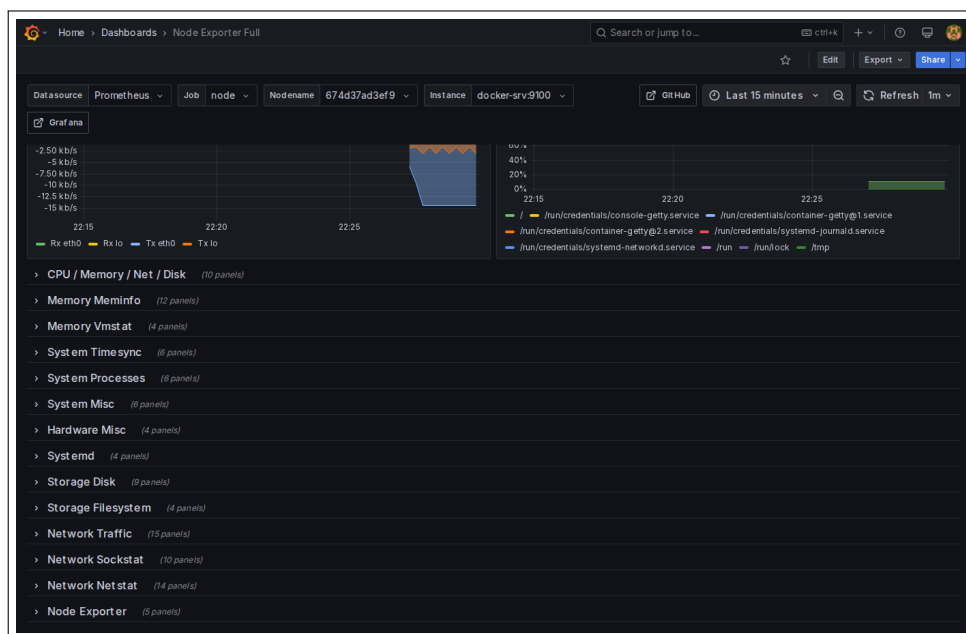 Home › Dashboards › Node Exporter Full
Search or jump to...
ctrl+k
Edit
Export
Share
Datasource Prometheus
Job node
Nodename 674d37ad3ef9
Instance docker-srv:9100
GitHub
Last 15 minutes
Refresh 1m
Grafana
-2.50 kb/s
-5 kb/s
-7.50 kb/s
-10 kb/s
-12.5 kb/s
-15 kb/s
22:15 22:20 22:25
Rx eth0 Rx lo Tx eth0 Tx lo
60%
40%
20%
0%
22:15 22:20 22:25
/ /run/credentials/console-getty.service /run/credentials/container-getty@1.service
/run/credentials/container-getty@2.service /run/credentials/systemd-journald.service
/run/credentials/systemd-networkd.service /run /run/lock /tmp
CPU / Memory / Net / Disk (10 panels)
Memory Meminfo (12 panels)
Memory Vmstat (4 panels)
System Timesync (6 panels)
System Processes (6 panels)
System Misc (6 panels)
Hardware Misc (4 panels)
Systemd (4 panels)
Storage Disk (9 panels)
Storage Filesystem (4 panels)
Network Traffic (15 panels)
Network Sockstat (10 panels)
Network Netstat (14 panels)
Node Exporter (5 panels)